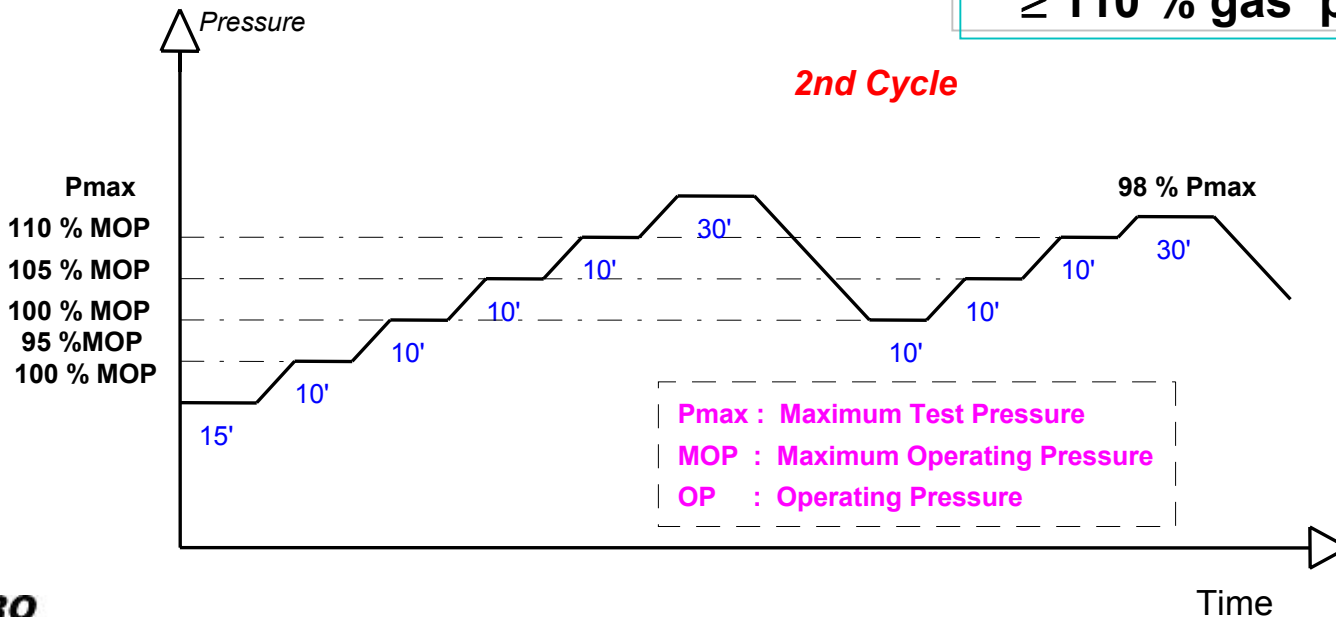 ≥ 110 % gas p
Pressure
2nd Cycle
Pmax
98 % Pmax
110 % MOP
30'
30'
105 % MOP
10'
10'
100 % MOP
10'
10'
95 %MOP
10'
10'
100 % MOP
10'
15'
Pmax : Maximum Test Pressure
MOP : Maximum Operating Pressure
OP : Operating Pressure
Time